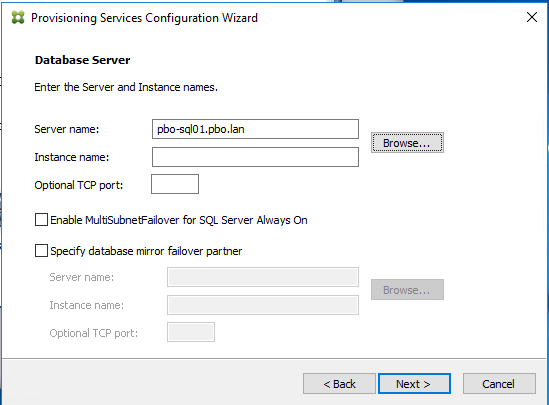 Provisioning Services Configuration Wizard
Database Server
Enter the Server and Instance names.
Server name: pbo-sql01.pbo.lan Browse...
Instance name:
Optional TCP port:
Enable MultiSubnetFailover for SQL Server Always On
Specify database mirror failover partner
Server name: Browse...
Instance name:
Optional TCP port:
< Back Next > Cancel